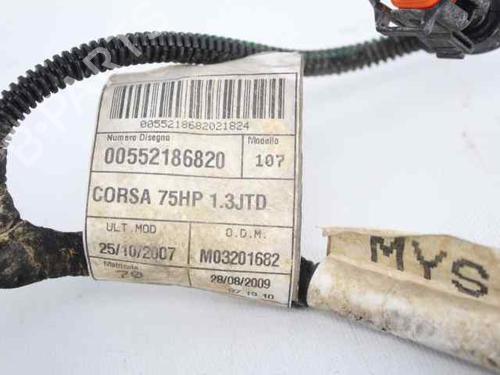 0055218682021824
Numero Disegno Modello
00552186820 107
CORSA 75HP 1.3JTD
ULT.MOD O.D.M.
25/10/2007 M03201682
Matricola
28/08/2009
MYS